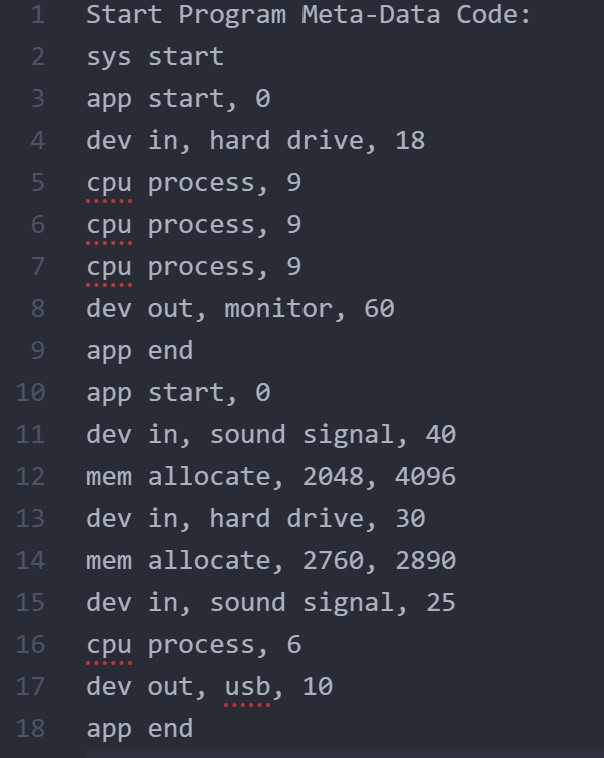 1 Start Program Meta-Data Code:
2 sys start
3 app start, 0
4 dev in, hard drive, 18
5 cpu process, 9
6 cpu process, 9
7 cpu process, 9
8 dev out, monitor, 60
9 app end
10 app start, 0
11 dev in, sound signal, 40
12 mem allocate, 2048, 4096
13 dev in, hard drive, 30
14 mem allocate, 2760, 2890
15 dev in, sound signal, 25
16 cpu process, 6
17 dev out, usb, 10
18 app end